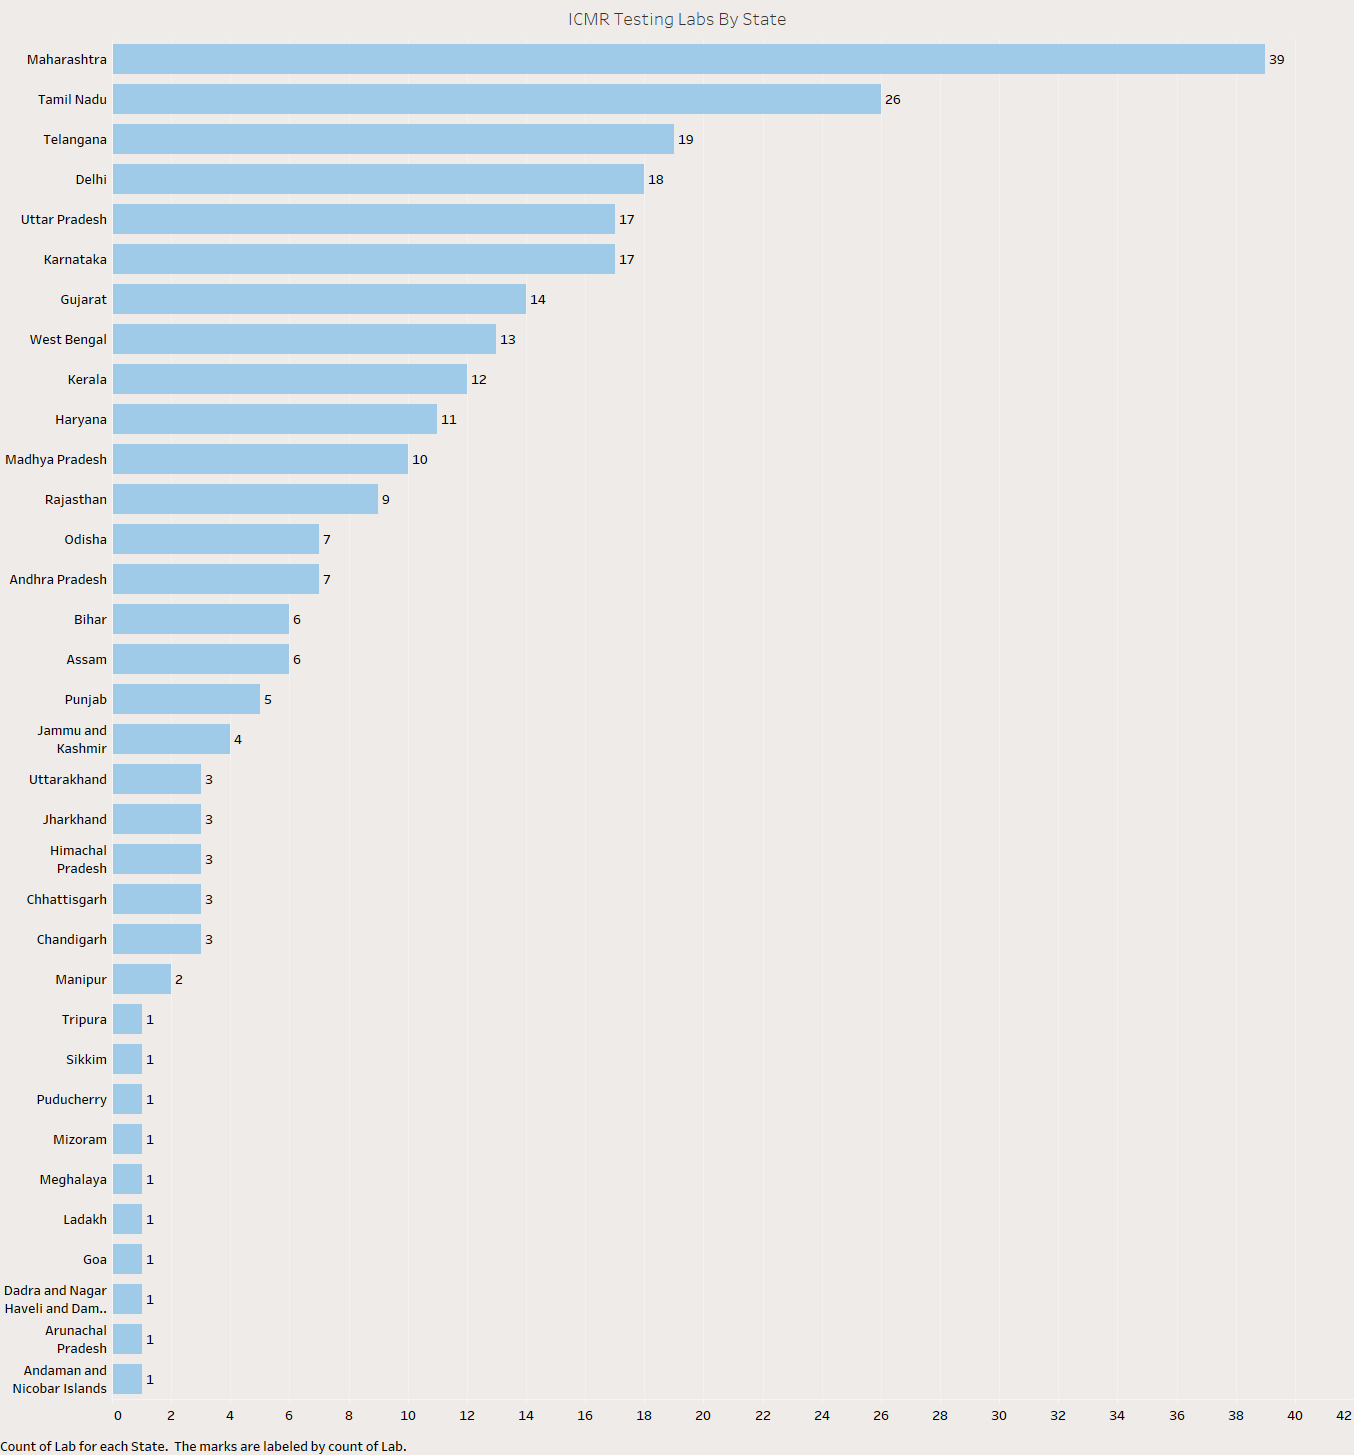 ICMR Testing Labs By State
Maharashtra 39
Tamil Nadu 26
Telangana 19
Delhi 18
Uttar Pradesh 17
Karnataka 17
Gujarat 14
West Bengal 13
Kerala 12
Haryana 11
Madhya Pradesh 10
Rajasthan 9
Odisha 7
Andhra Pradesh 7
Bihar 6
Assam 6
Punjab 5
Jammu and
Kashmir 4
Uttarakhand 3
Jharkhand 3
Himachal
Pradesh 3
Chhattisgarh 3
Chandigarh 3
Manipur 2
Tripura 1
Sikkim 1
Puducherry 1
Mizoram 1
Meghalaya 1
Ladakh 1
Goa 1
Dadra and Nagar
Haveli and Dam.. 1
Arunachal
Pradesh 1
Andaman and
Nicobar Islands 1
0 2 4 6 8 10 12 14 16 18 20 22 24 26 28 30 32 34 36 38 40 42
Count of Lab for each State. The marks are labeled by count of Lab.